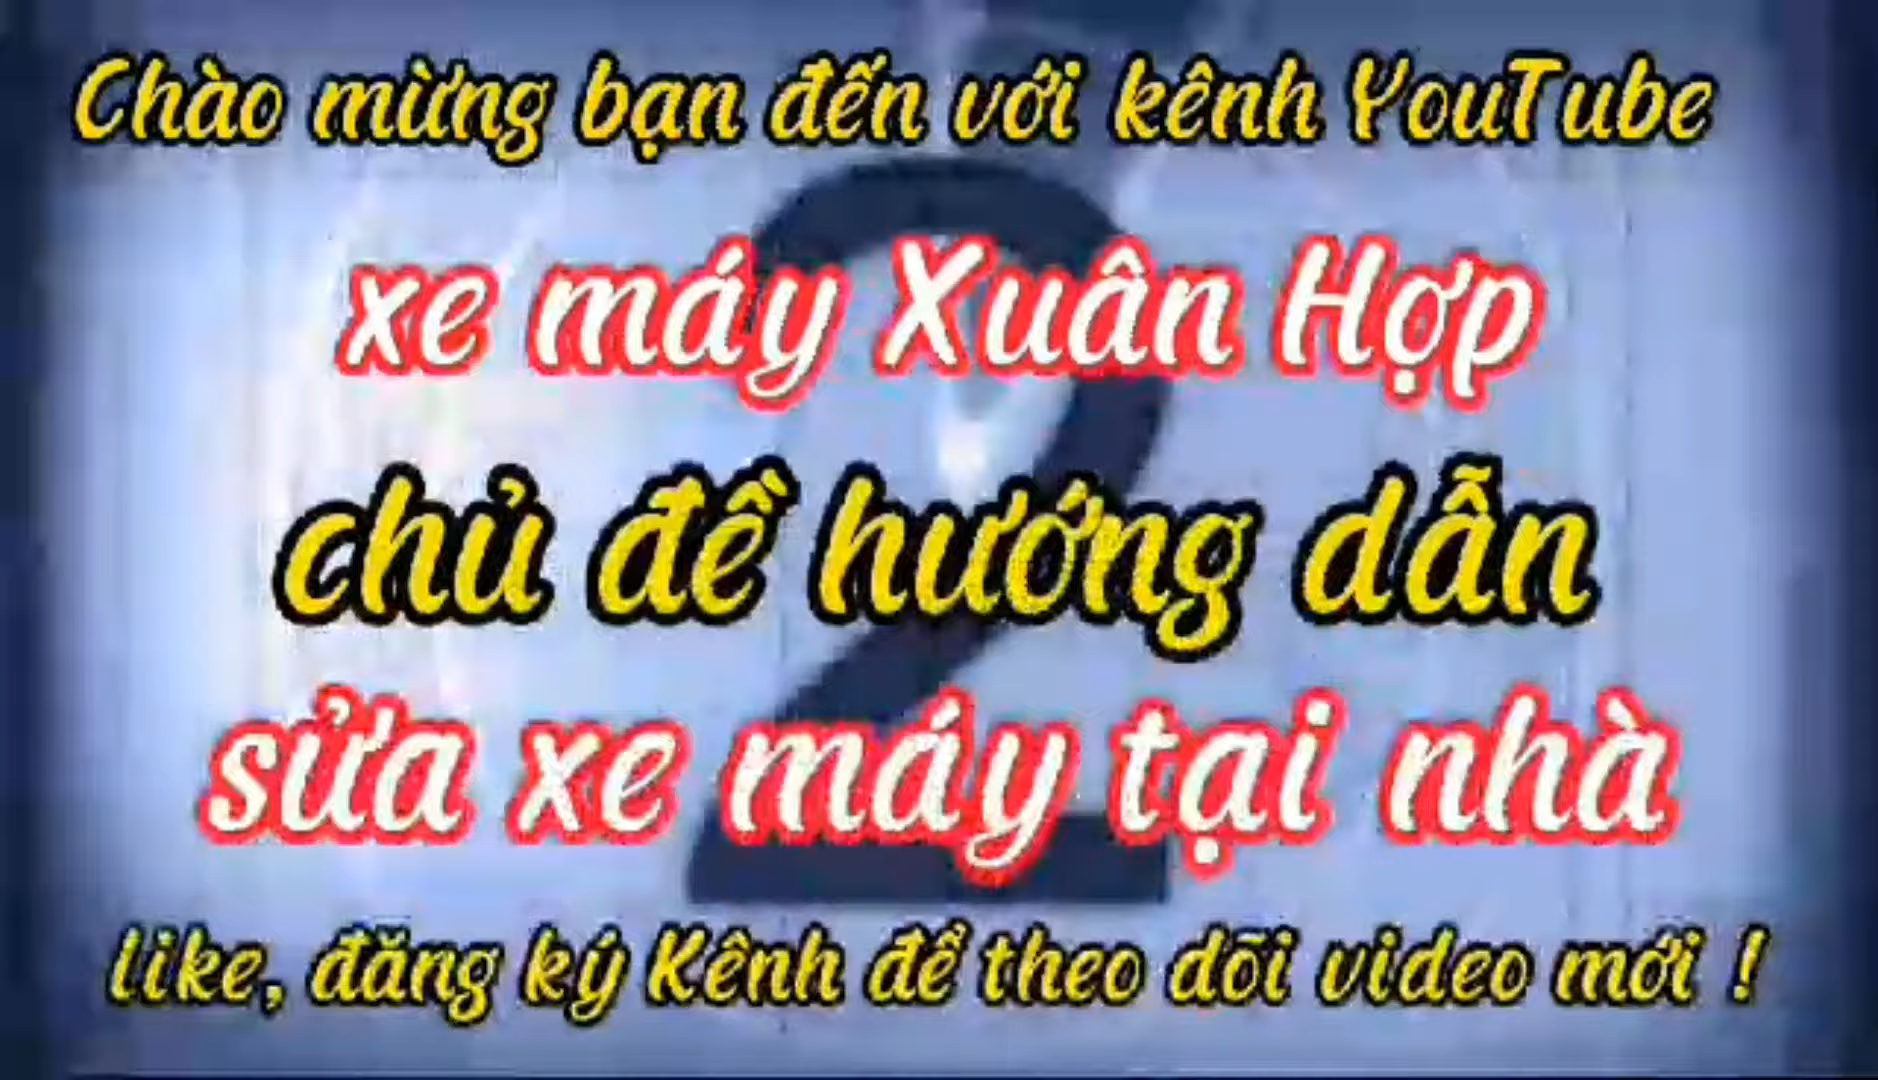 Chào mừng bạn đến với kênh YouTube
xe máy Xuân Hợp
chủ đề hướng dẫn
sửa xe máy tại nhà
like, đăng ký Kênh để theo dõi video mới !
2